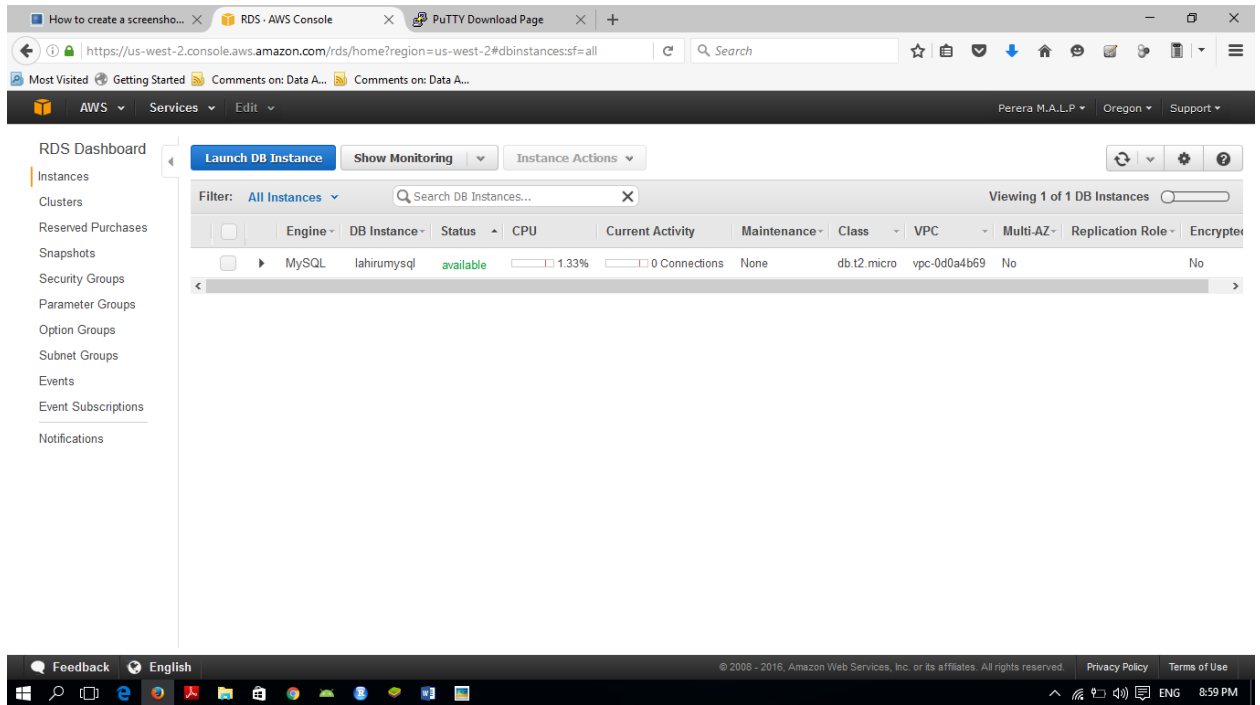 How to create a screensho...
RDS · AWS Console
PuTTY Download Page
https://us-west-2.console.aws.amazon.com/rds/home?region=us-west-2#dbinstances:sf=all
Search
Most Visited Getting Started Comments on: Data A... Comments on: Data A...
AWS Services Edit Perera M.A.L.P Oregon Support
RDS Dashboard
Instances
Clusters
Reserved Purchases
Snapshots
Security Groups
Parameter Groups
Option Groups
Subnet Groups
Events
Event Subscriptions
Notifications
Launch DB Instance Show Monitoring Instance Actions
Filter: All Instances Search DB Instances... Viewing 1 of 1 DB Instances
Engine DB Instance Status CPU Current Activity Maintenance Class VPC Multi-AZ Replication Role Encrypted
MySQL lahirumysql available 1.33% 0 Connections None db.t2.micro vpc-0d0a4b69 No No
Feedback English © 2008 - 2016, Amazon Web Services, Inc. or its affiliates. All rights reserved. Privacy Policy Terms of Use
ENG 8:59 PM